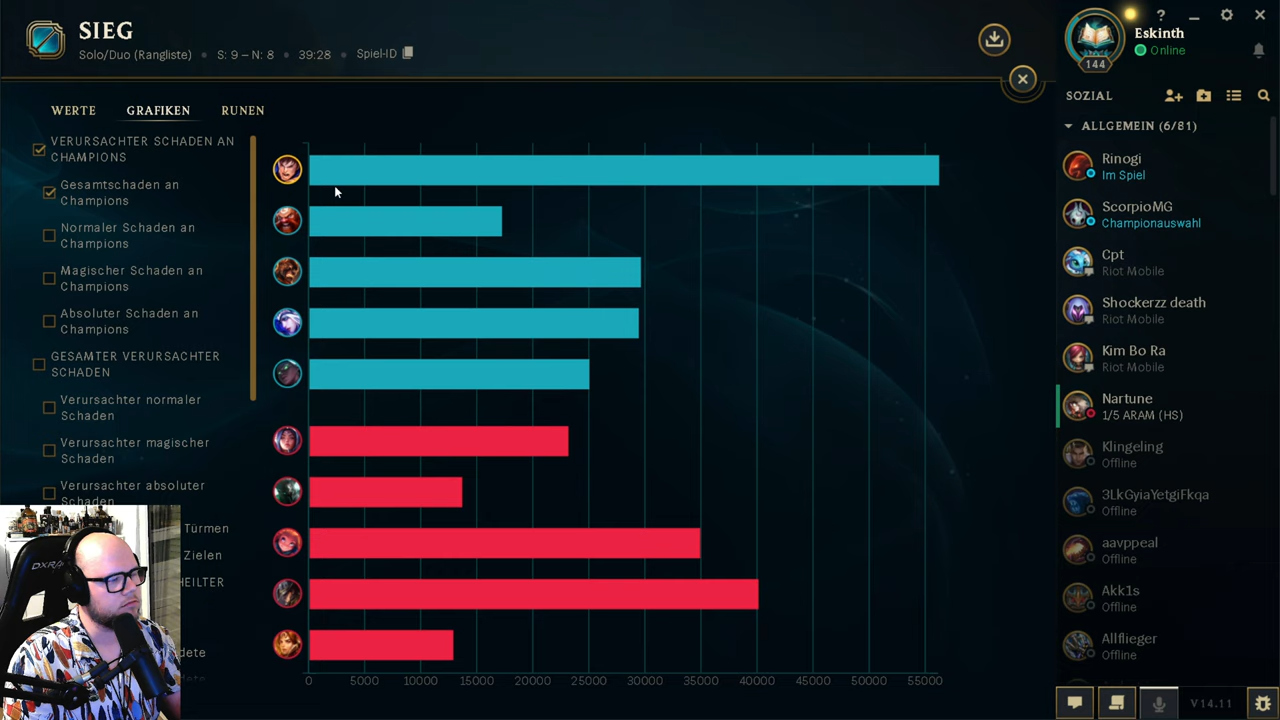 SIEG
Solo/Duo (Rangliste) • S: 9 – N: 8 • 39:28 • Spiel-ID
WERTE GRAFIKEN RUNEN
VERURSACHTER SCHADEN AN
CHAMPIONS
Gesamtschaden an
Champions
Normaler Schaden an
Champions
Magischer Schaden an
Champions
Absoluter Schaden an
Champions
GESAMTER VERURSACHTER
SCHADEN
Verursachter normaler
Schaden
Verursachter magischer
Schaden
Verursachter absoluter
Schaden
Türmen
Zielen
HEILTER
dete
0 5000 10000 15000 20000 25000 30000 35000 40000 45000 50000 55000
?
Eskinth
Online
144
SOZIAL
ALLGEMEIN (6/81)
Rinogi
Im Spiel
ScorpioMG
Championauswahl
Cpt
Riot Mobile
Shockerzz death
Riot Mobile
Kim Bo Ra
Riot Mobile
Nartune
1/5 ARAM (HS)
Klingeling
Offline
3LkGyiaYetgiFkqa
Offline
aavppeal
Offline
Akk1s
Offline
Allflieger
Offline
V14.11